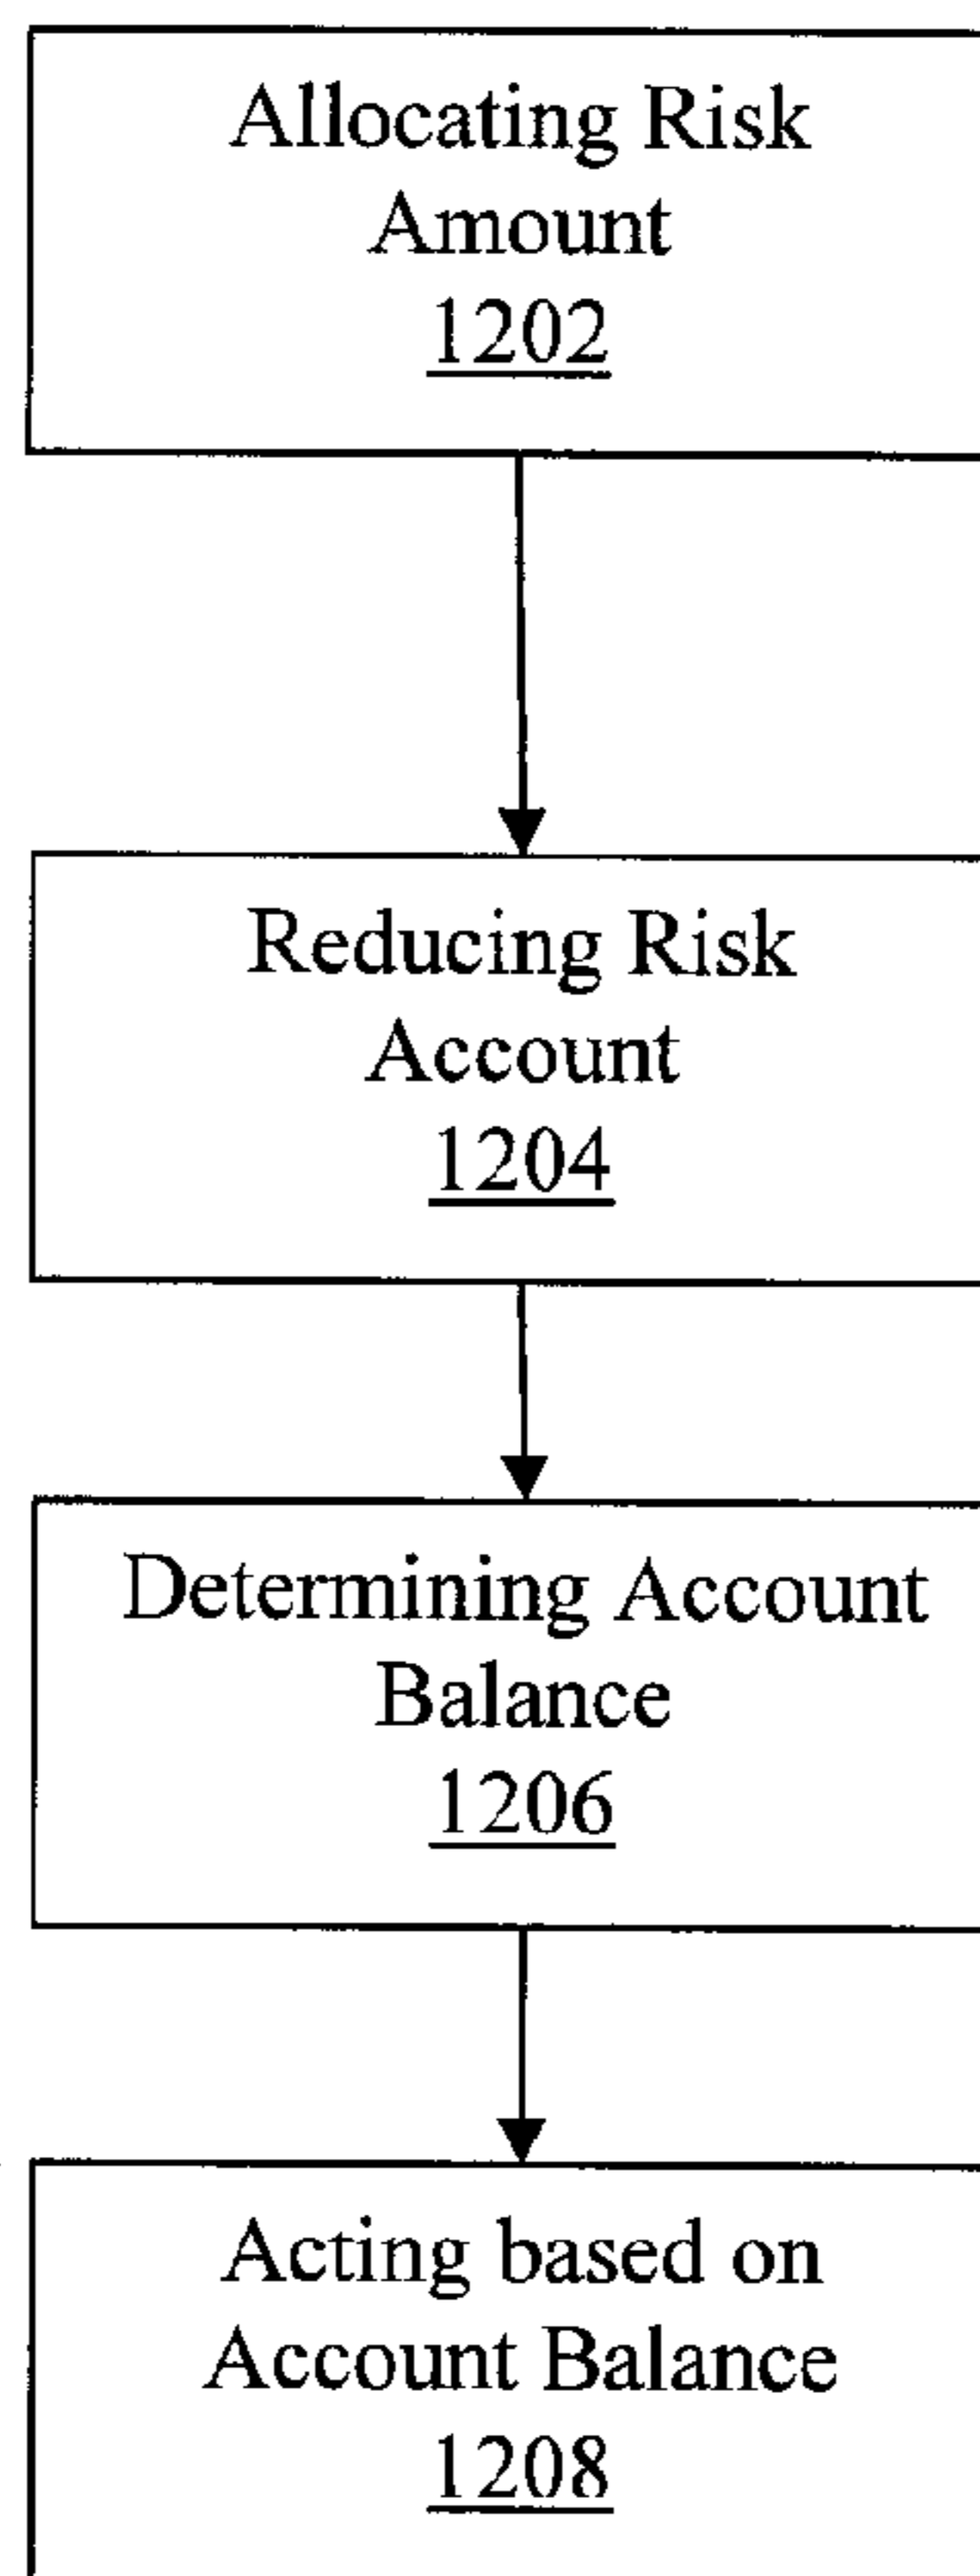 Allocating Risk
Amount
1202
Reducing Risk
Account
1204
Determining Account
Balance
1206
Acting based on
Account Balance
1208